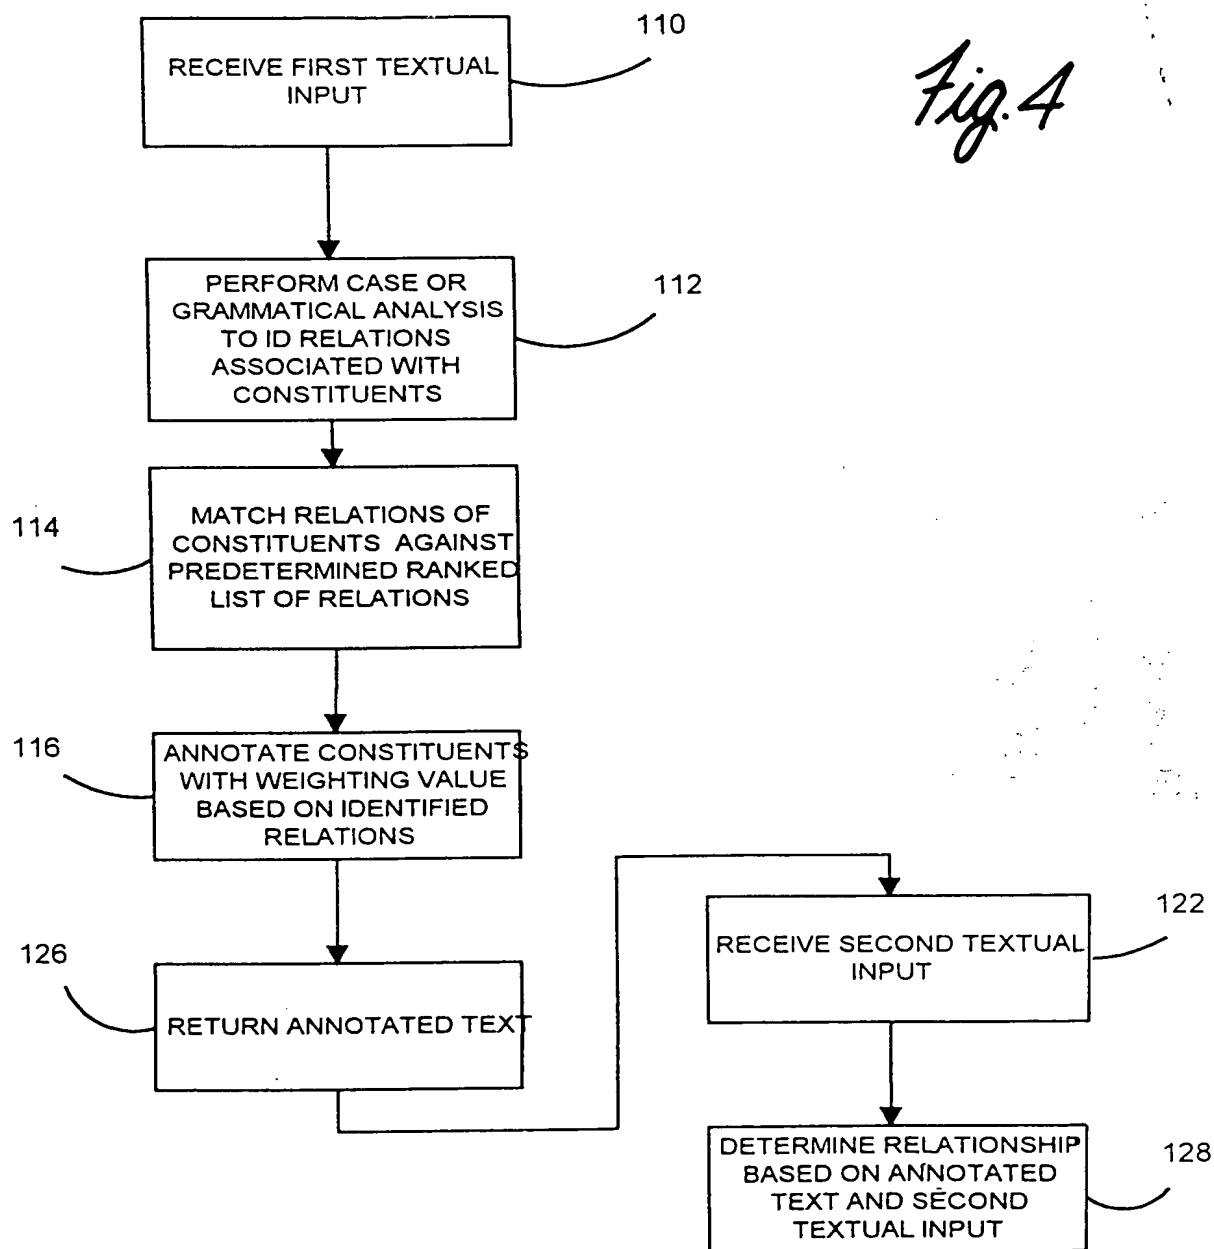 110
RECEIVE FIRST TEXTUAL
INPUT
Fig. 4
PERFORM CASE OR
GRAMMATICAL ANALYSIS
TO ID RELATIONS
ASSOCIATED WITH
CONSTITUENTS
112
114
MATCH RELATIONS OF
CONSTITUENTS AGAINST
PREDETERMINED RANKED
LIST OF RELATIONS
116
ANNOTATE CONSTITUENTS
WITH WEIGHTING VALUE
BASED ON IDENTIFIED
RELATIONS
126
RETURN ANNOTATED TEXT
122
RECEIVE SECOND TEXTUAL
INPUT
DETERMINE RELATIONSHIP
BASED ON ANNOTATED
TEXT AND SECOND
TEXTUAL INPUT
128